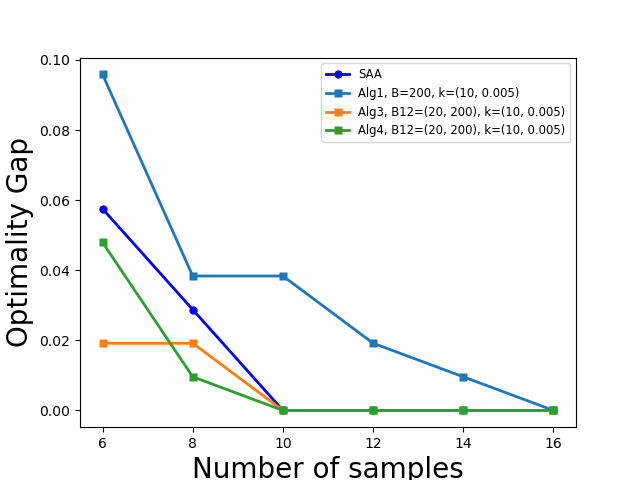 0.10
0.08
0.06
0.04
0.02
0.00
Optimality Gap
SAA
Alg1, B=200, k=(10, 0.005)
Alg3, B12=(20, 200), k=(10, 0.005)
Alg4, B12=(20, 200), k=(10, 0.005)
6 8 10 12 14 16
Number of samples